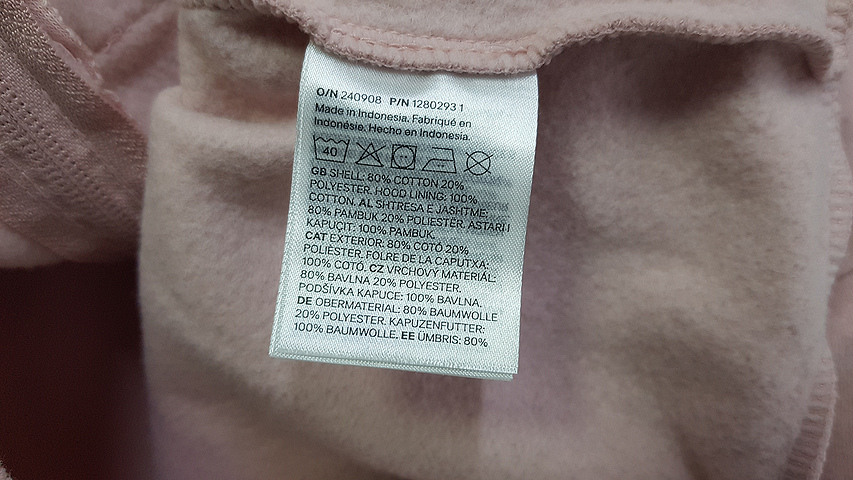 O/N 240908 P/N 1280293 1
Made in Indonesia. Fabriqué en
Indonésie. Hecho en Indonesia.
40
GB SHELL: 80% COTTON 20%
POLYESTER. HOOD LINING: 100%
COTTON. AL SHTRESA E JASHTME:
80% PAMBUK 20% POLIESTER. ASTARI I
KAPUÇIT: 100% PAMBUK.
CAT EXTERIOR: 80% COTÓ 20%
POLIÈSTER. FOLRE DE LA CAPUTXA:
100% COTÓ. CZ VRCHOVÝ MATERIÁL:
80% BAVLNA 20% POLYESTER.
PODŠÍVKA KAPUCE: 100% BAVLNA.
DE OBERMATERIAL: 80% BAUMWOLLE
20% POLYESTER. KAPUZENFUTTER:
100% BAUMWOLLE. EE ÜMBRIS: 80%